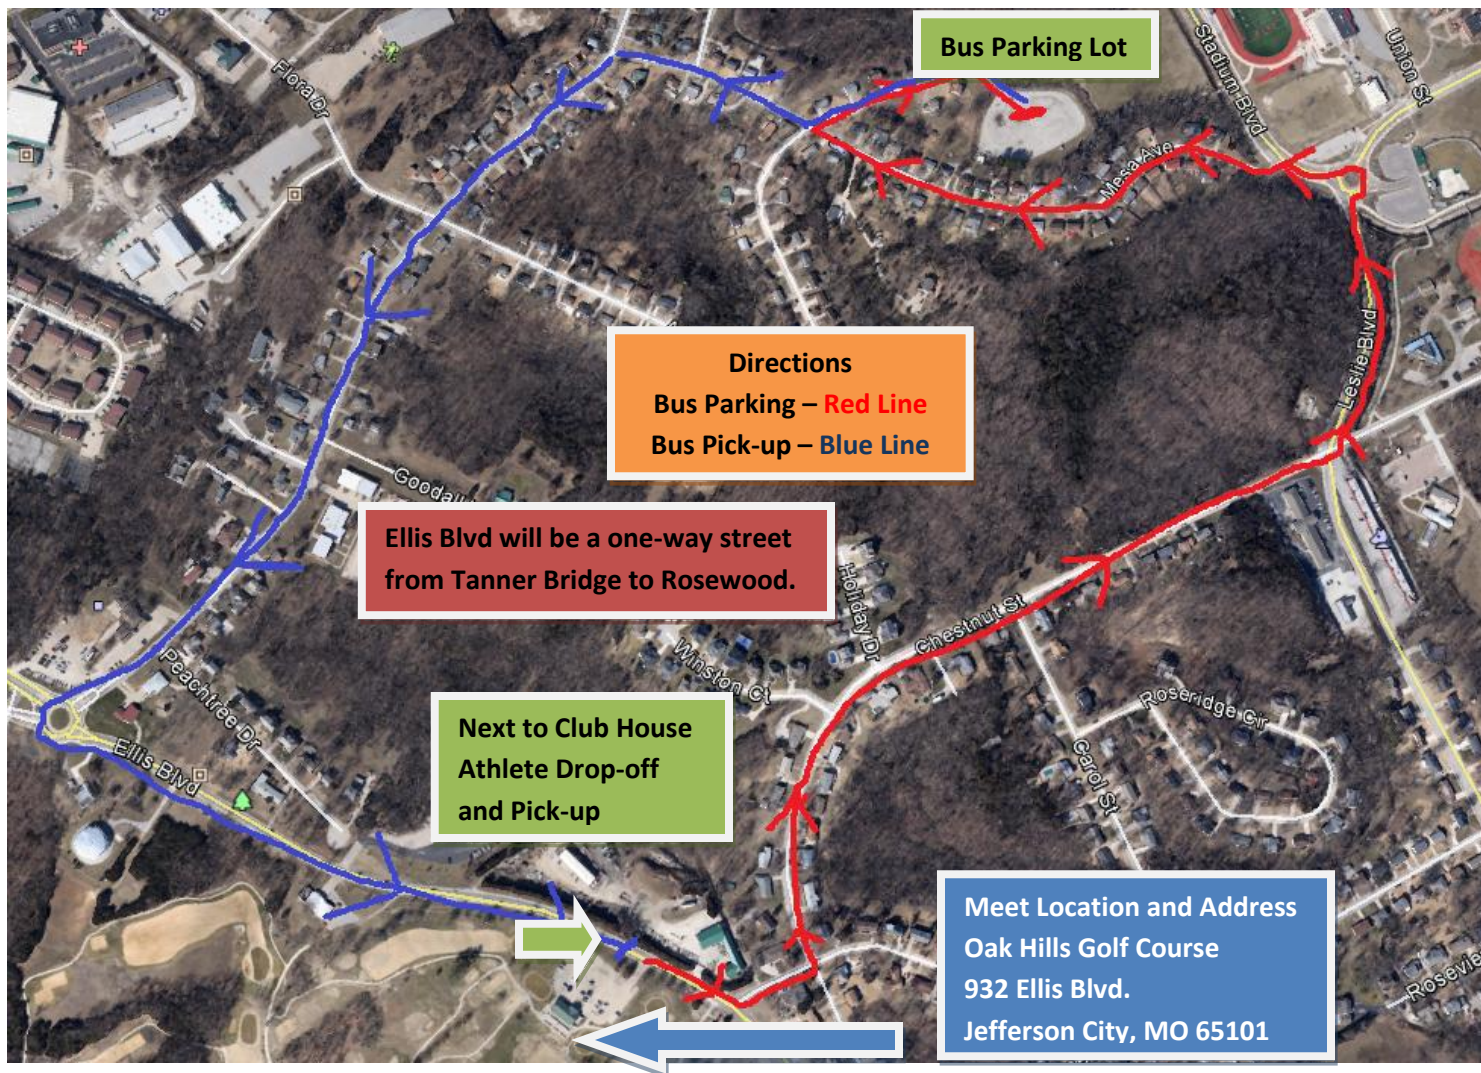 Bus Parking Lot
Flora Dr
Stadium Blvd
Union St
Mesa Ave
Directions
Bus Parking – Red Line
Bus Pick-up – Blue Line
Leslie Blvd
Ellis Blvd will be a one-way street
from Tanner Bridge to Rosewood.
Holiday Dr
Chestnut St
Winston Ct
Peachtree Dr
Roseridge Cir
Carol St
Ellis Blvd
Next to Club House
Athlete Drop-off
and Pick-up
Meet Location and Address
Oak Hills Golf Course
932 Ellis Blvd.
Jefferson City, MO 65101